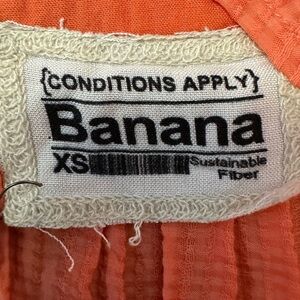 {CONDITIONS APPLY}
Banana
XS Sustainable
Fiber